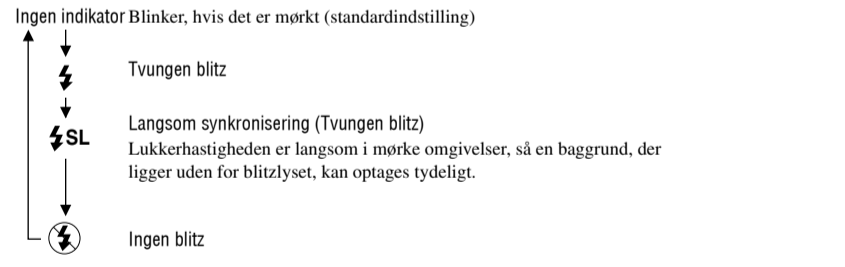 Ingen indikator Blinker, hvis det er mørkt (standardindstilling)
Tvungen blitz
SL Langsom synkronisering (Tvungen blitz)
Lukkerhastigheden er langsom i mørke omgivelser, så en baggrund, der
ligger uden for blitzlyset, kan optages tydeligt.
Ingen blitz